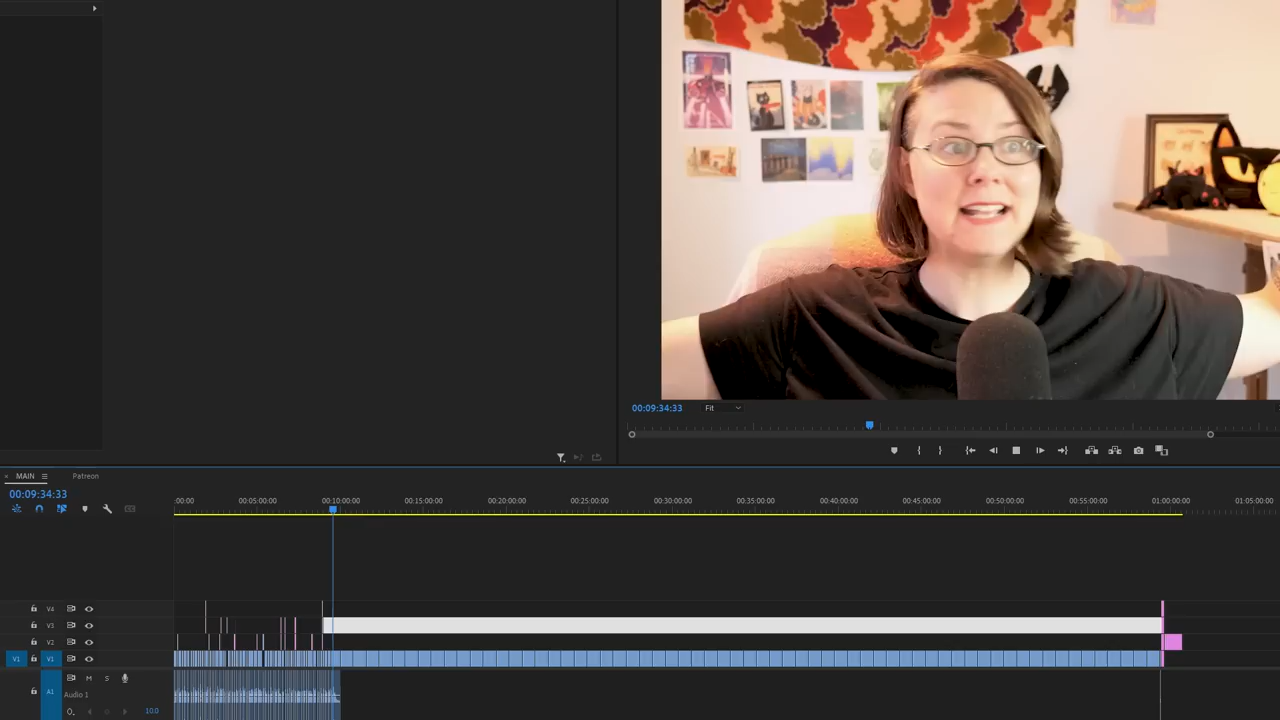 00:09:34:33 Fit
× MAIN ≡ Patreon
00:09:34:33
:00:00 00:05:00:00 00:10:00:00 00:15:00:00 00:20:00:00 00:25:00:00 00:30:00:00 00:35:00:00 00:40:00:00 00:45:00:00 00:50:00:00 00:55:00:00 01:00:00:00 01:05:00:00
V4
V3
V2
V1 V1
A1 M S
Audio 1
10.0